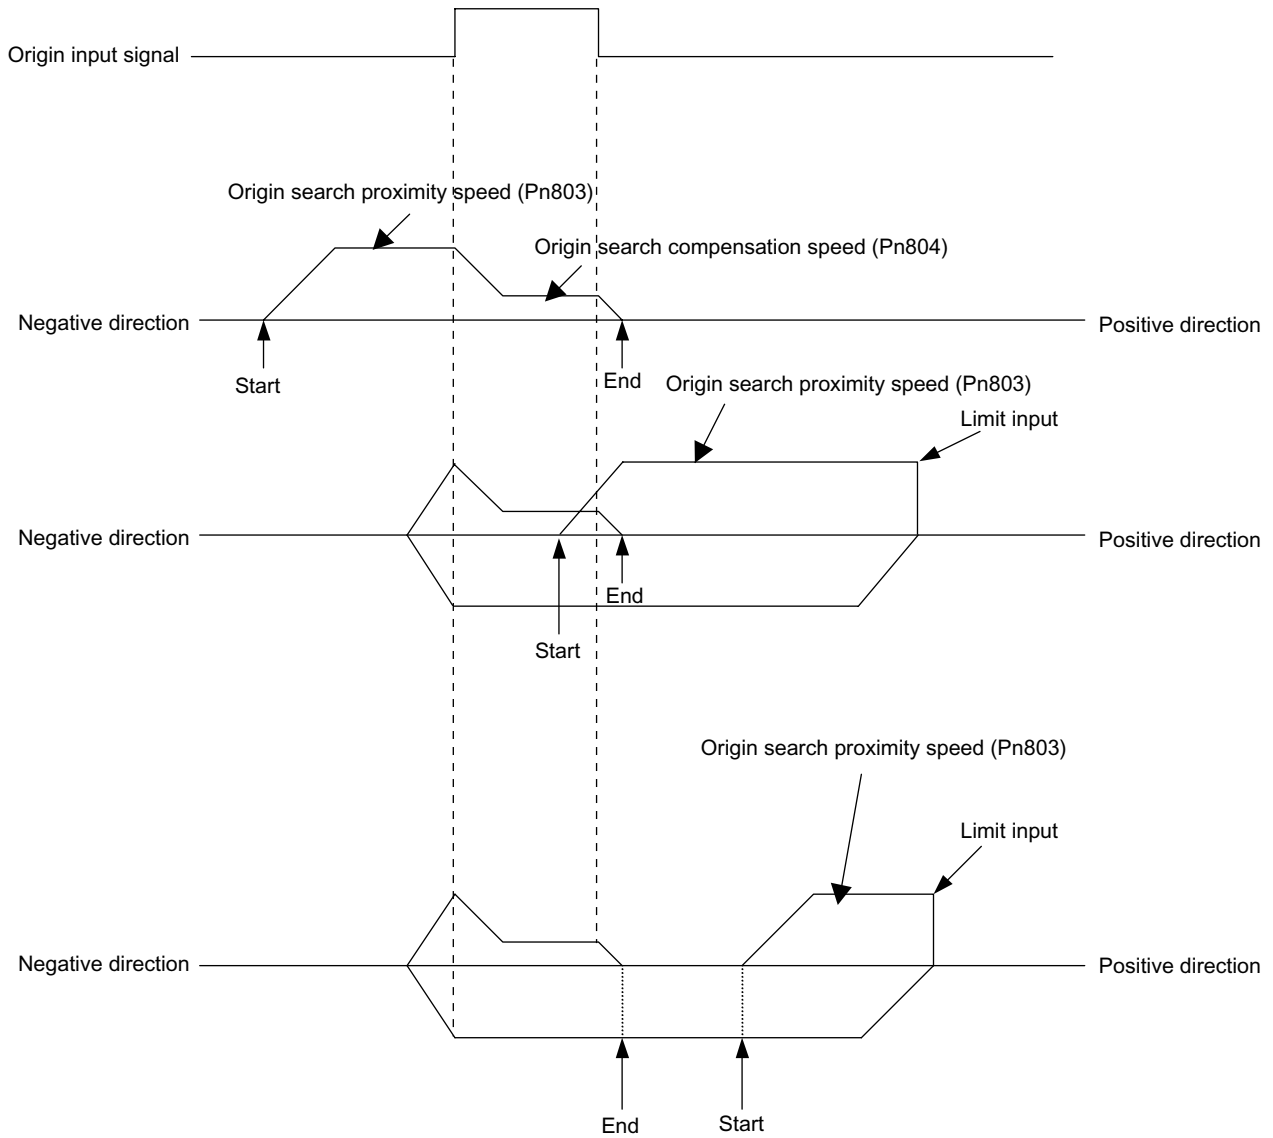 Origin input signal
Origin search proximity speed (Pn803)
Origin search compensation speed (Pn804)
Negative direction
Positive direction
Start
End
Origin search proximity speed (Pn803)
Limit input
Negative direction
Positive direction
End
Start
Origin search proximity speed (Pn803)
Limit input
Negative direction
Positive direction
End
Start